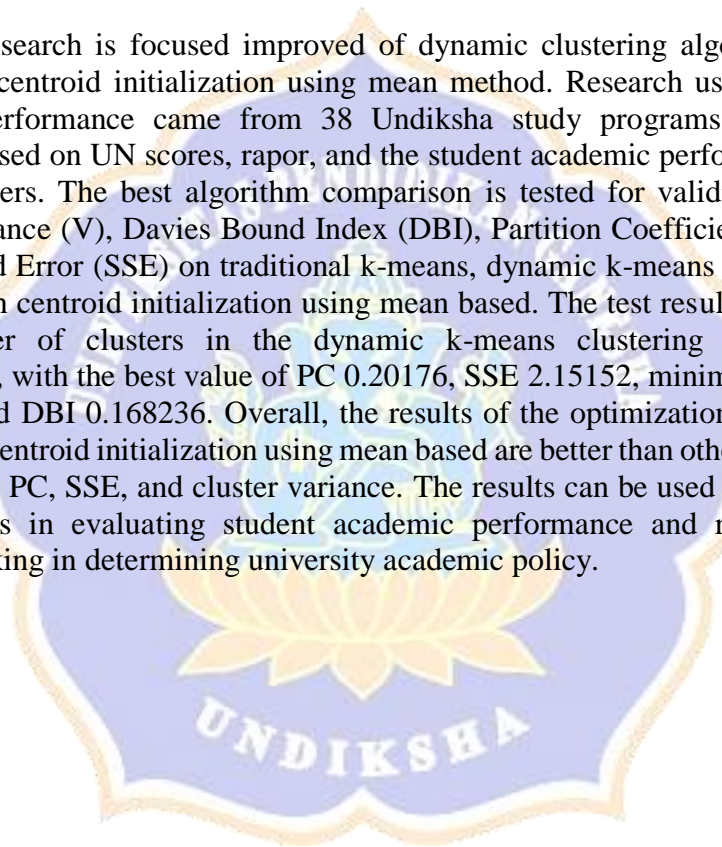 search is focused improved of dynamic clustering algo
centroid initialization using mean method. Research us
erformance came from 38 Undiksha study programs
sed on UN scores, rapor, and the student academic perfo
ers. The best algorithm comparison is tested for valid
ance (V), Davies Bound Index (DBI), Partition Coefficie
d Error (SSE) on traditional k-means, dynamic k-means
n centroid initialization using mean based. The test resul
er of clusters in the dynamic k-means clustering
, with the best value of PC 0.20176, SSE 2.15152, minim
d DBI 0.168236. Overall, the results of the optimization
entroid initialization using mean based are better than othe
PC, SSE, and cluster variance. The results can be used
s in evaluating student academic performance and r
king in determining university academic policy.
UNDIKSHA